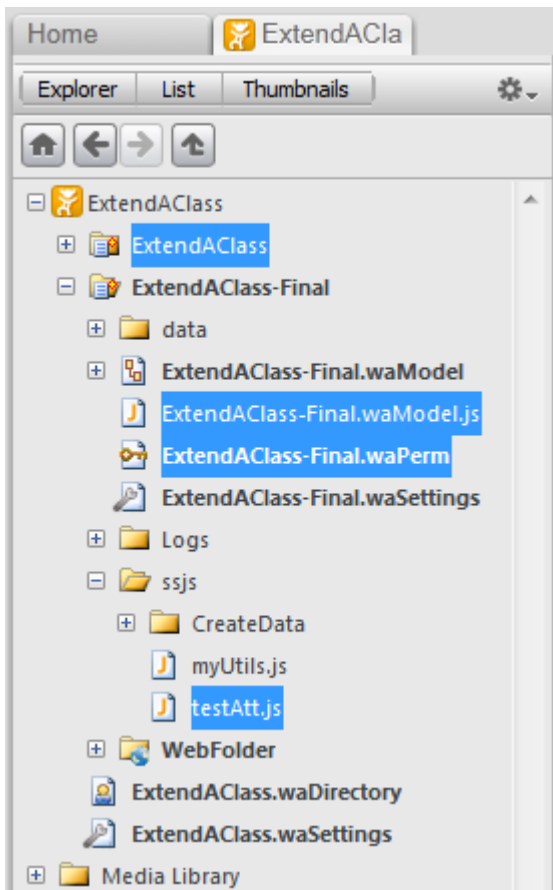 Home ExtendACla
Explorer List Thumbnails
ExtendAClass
ExtendAClass
ExtendAClass-Final
data
ExtendAClass-Final.waModel
ExtendAClass-Final.waModel.js
ExtendAClass-Final.waPerm
ExtendAClass-Final.waSettings
Logs
ssjs
CreateData
myUtils.js
testAtt.js
WebFolder
ExtendAClass.waDirectory
ExtendAClass.waSettings
Media Library